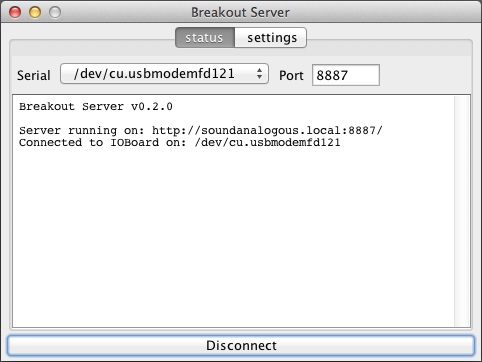 Breakout Server
status settings
Serial /dev/cu.usbmodemfd121 Port 8887
Breakout Server v0.2.0
Server running on: http://soundanalogous.local:8887/
Connected to IOBoard on: /dev/cu.usbmodemfd121
Disconnect